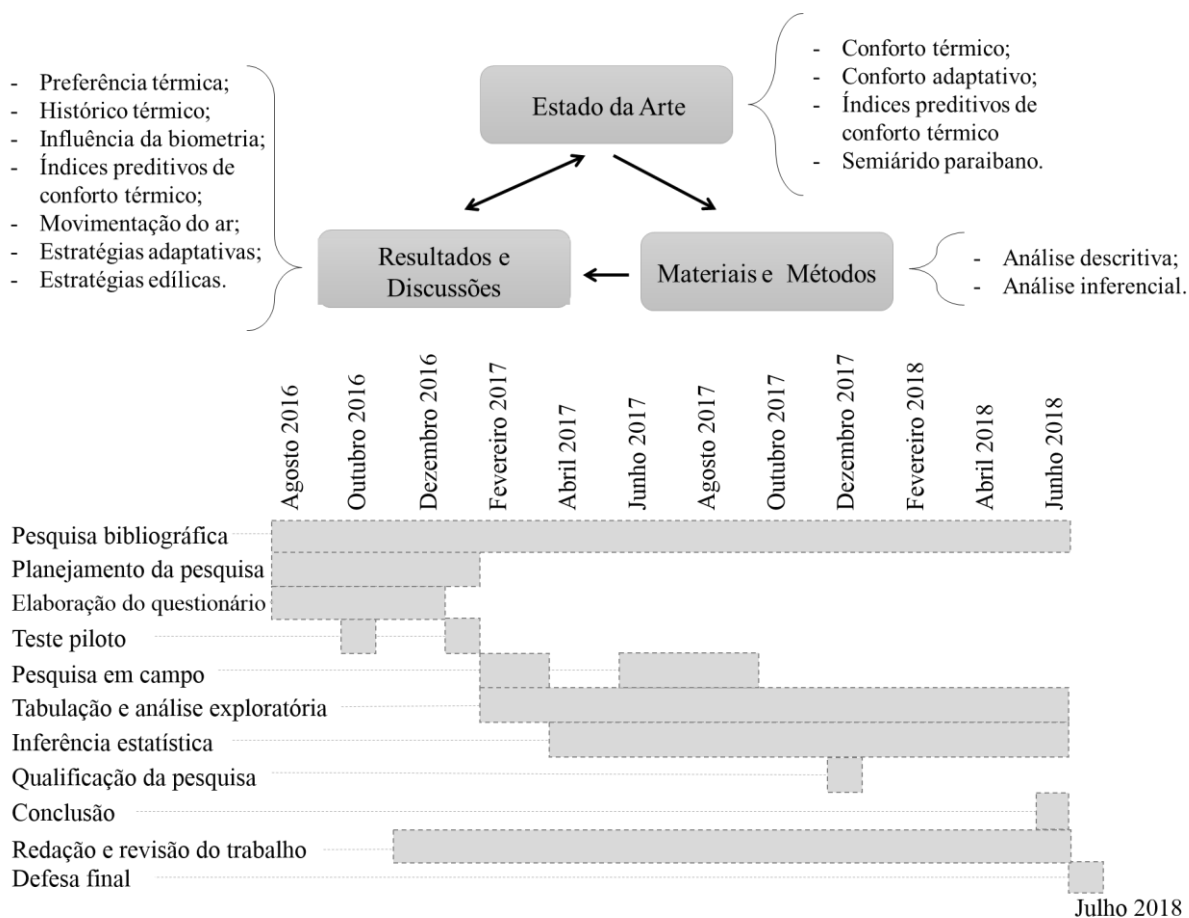 - Preferência térmica;
- Histórico térmico;
- Influência da biometria;
- Índices preditivos de
conforto térmico;
- Movimentação do ar;
- Estratégias adaptativas;
- Estratégias edílicas.
Estado da Arte
- Conforto térmico;
- Conforto adaptativo;
- Índices preditivos de
conforto térmico
- Semiárido paraibano.
Resultados e
Discussões
Materiais e Métodos
- Análise descritiva;
- Análise inferencial.
Agosto 2016
Outubro 2016
Dezembro 2016
Fevereiro 2017
Abril 2017
Junho 2017
Agosto 2017
Outubro 2017
Dezembro 2017
Fevereiro 2018
Abril 2018
Junho 2018
Pesquisa bibliográfica
Planejamento da pesquisa
Elaboração do questionário
Teste piloto
Pesquisa em campo
Tabulação e análise exploratória
Inferência estatística
Qualificação da pesquisa
Conclusão
Redação e revisão do trabalho
Defesa final
Julho 2018